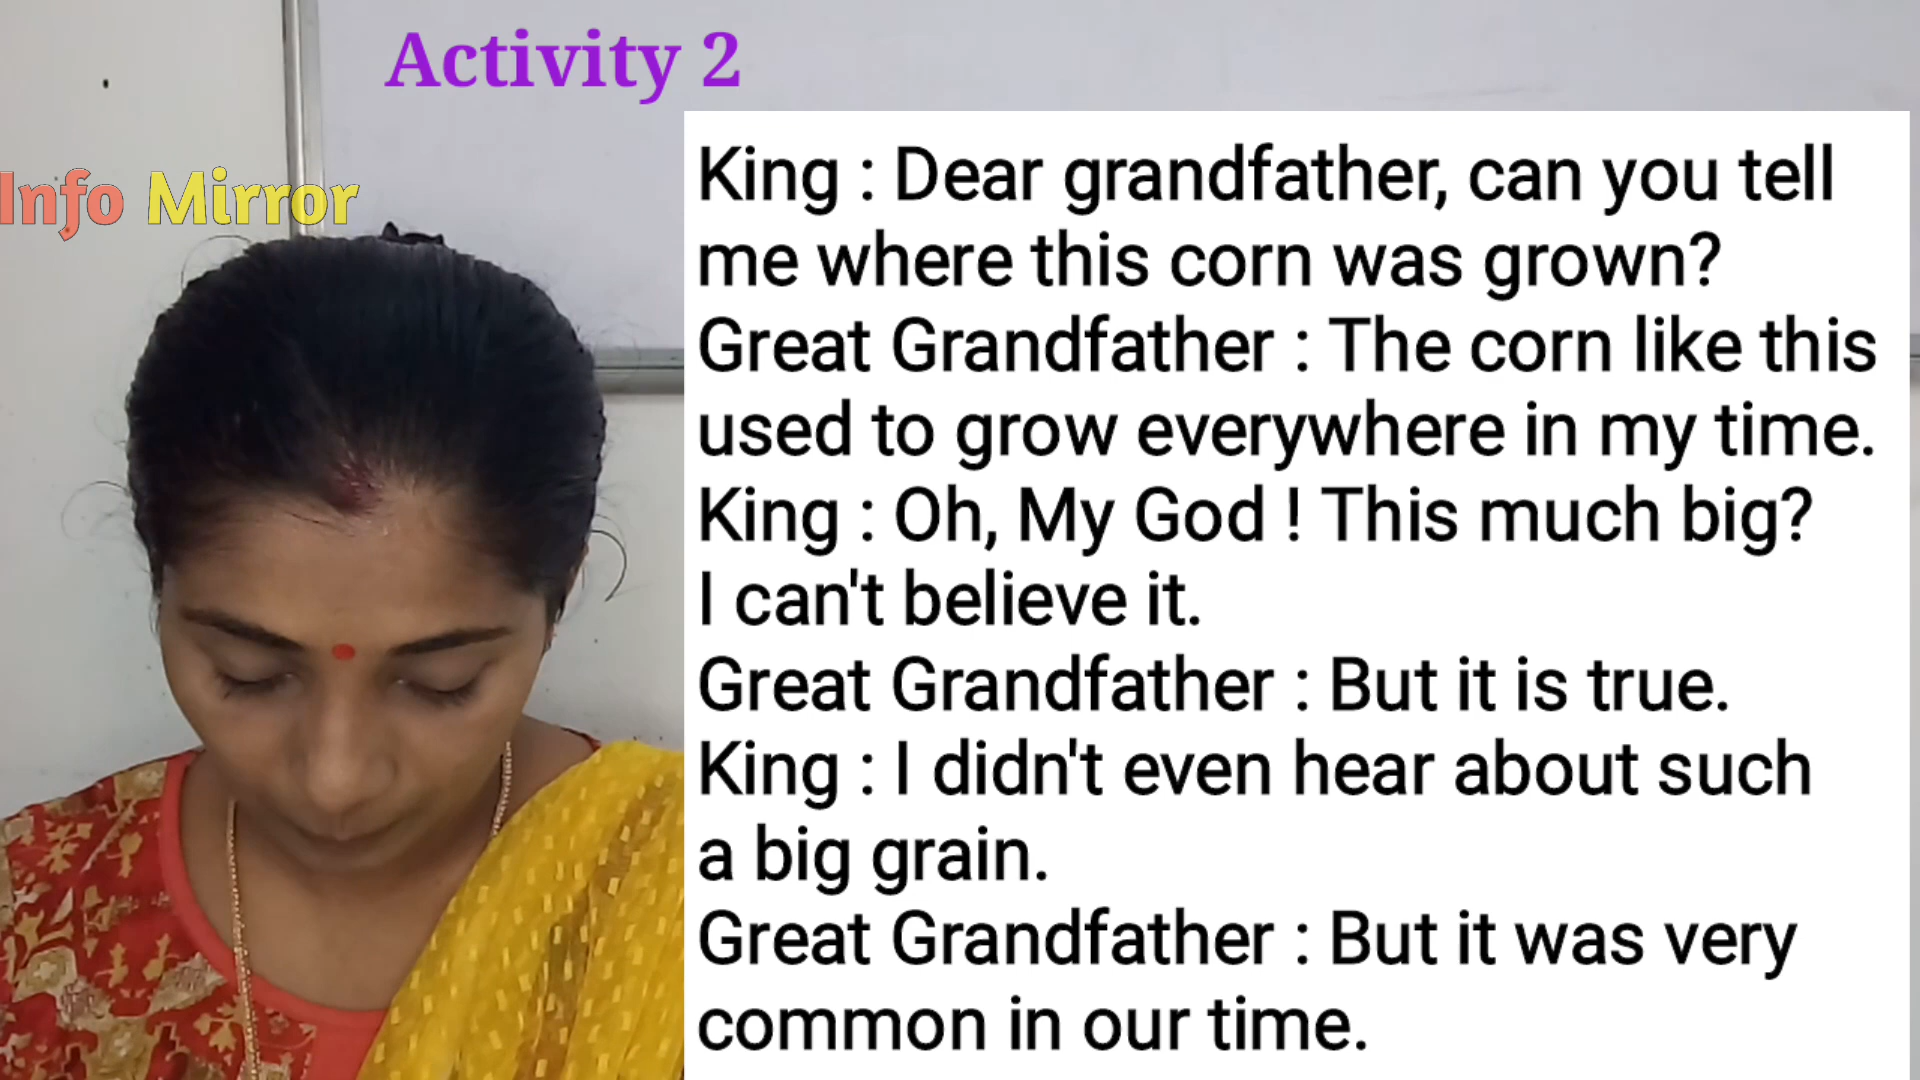 Activity 2
Info Mirror
King : Dear grandfather, can you tell
me where this corn was grown?
Great Grandfather : The corn like this
used to grow everywhere in my time.
King : Oh, My God ! This much big?
I can't believe it.
Great Grandfather : But it is true.
King : I didn't even hear about such
a big grain.
Great Grandfather : But it was very
common in our time.